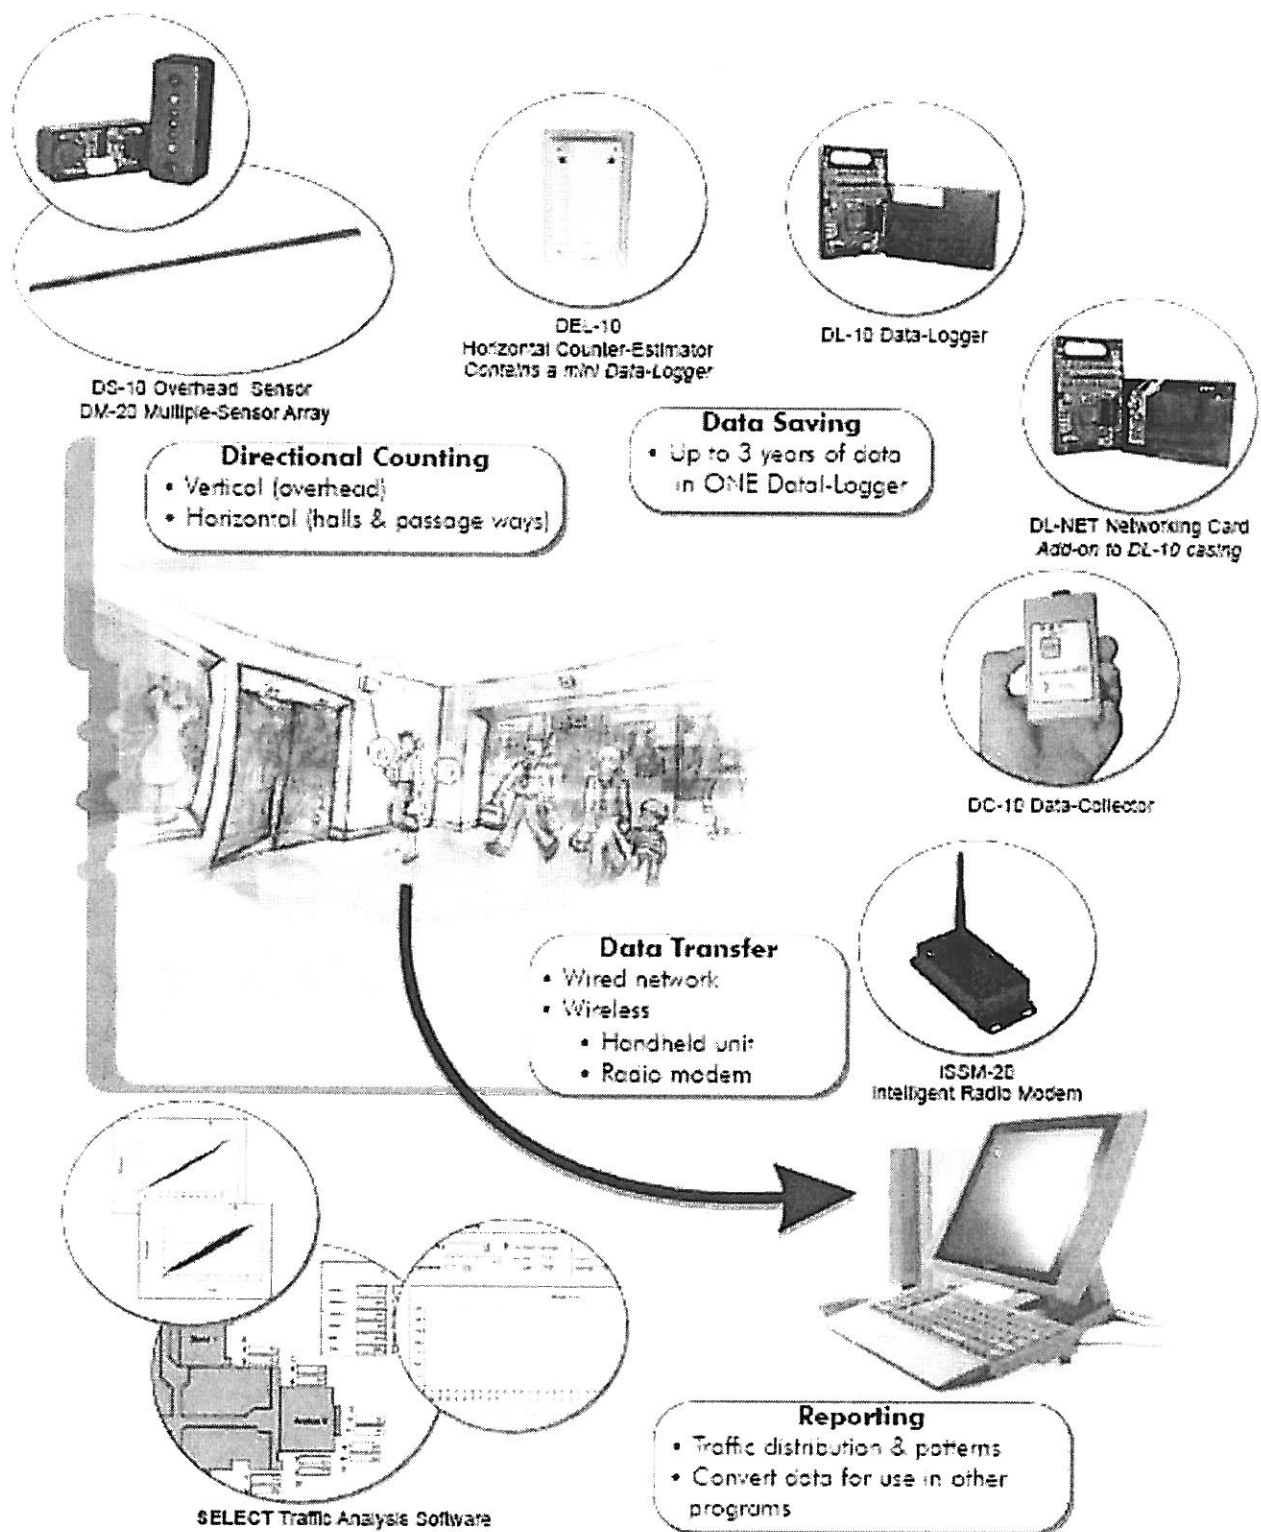 DEL-10
Horizontal Counter-Estimator
Contains a mini Data-Logger
DL-10 Data-Logger
DS-10 Overhead Sensor
DM-20 Multiple-Sensor Array
Data Saving
• Up to 3 years of data
in ONE Datal-Logger
Directional Counting
• Vertical (overhead)
• Horizontal (halls & passage ways)
DL-NET Networking Card
Add-on to DL-10 casing
DC-10 Data-Collector
Data Transfer
• Wired network
• Wireless
• Handheld unit
• Radio modem
ISSM-20
Intelligent Radio Modem
Reporting
• Traffic distribution & patterns
• Convert data for use in other
programs
SELECT Traffic Analysis Software